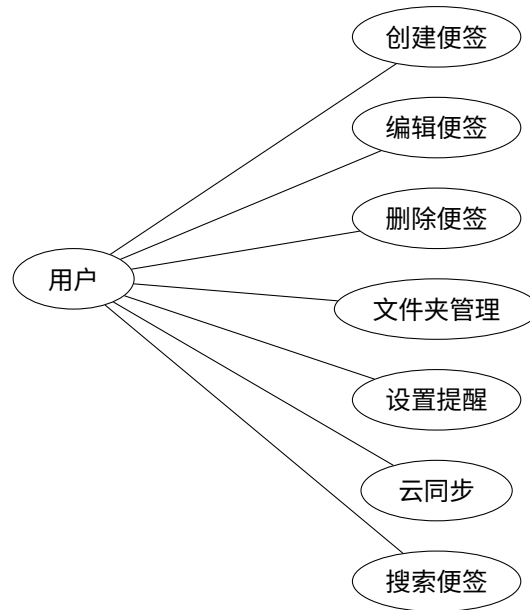 创建便签
编辑便签
删除便签
用户
文件夹管理
设置提醒
云同步
搜索便签